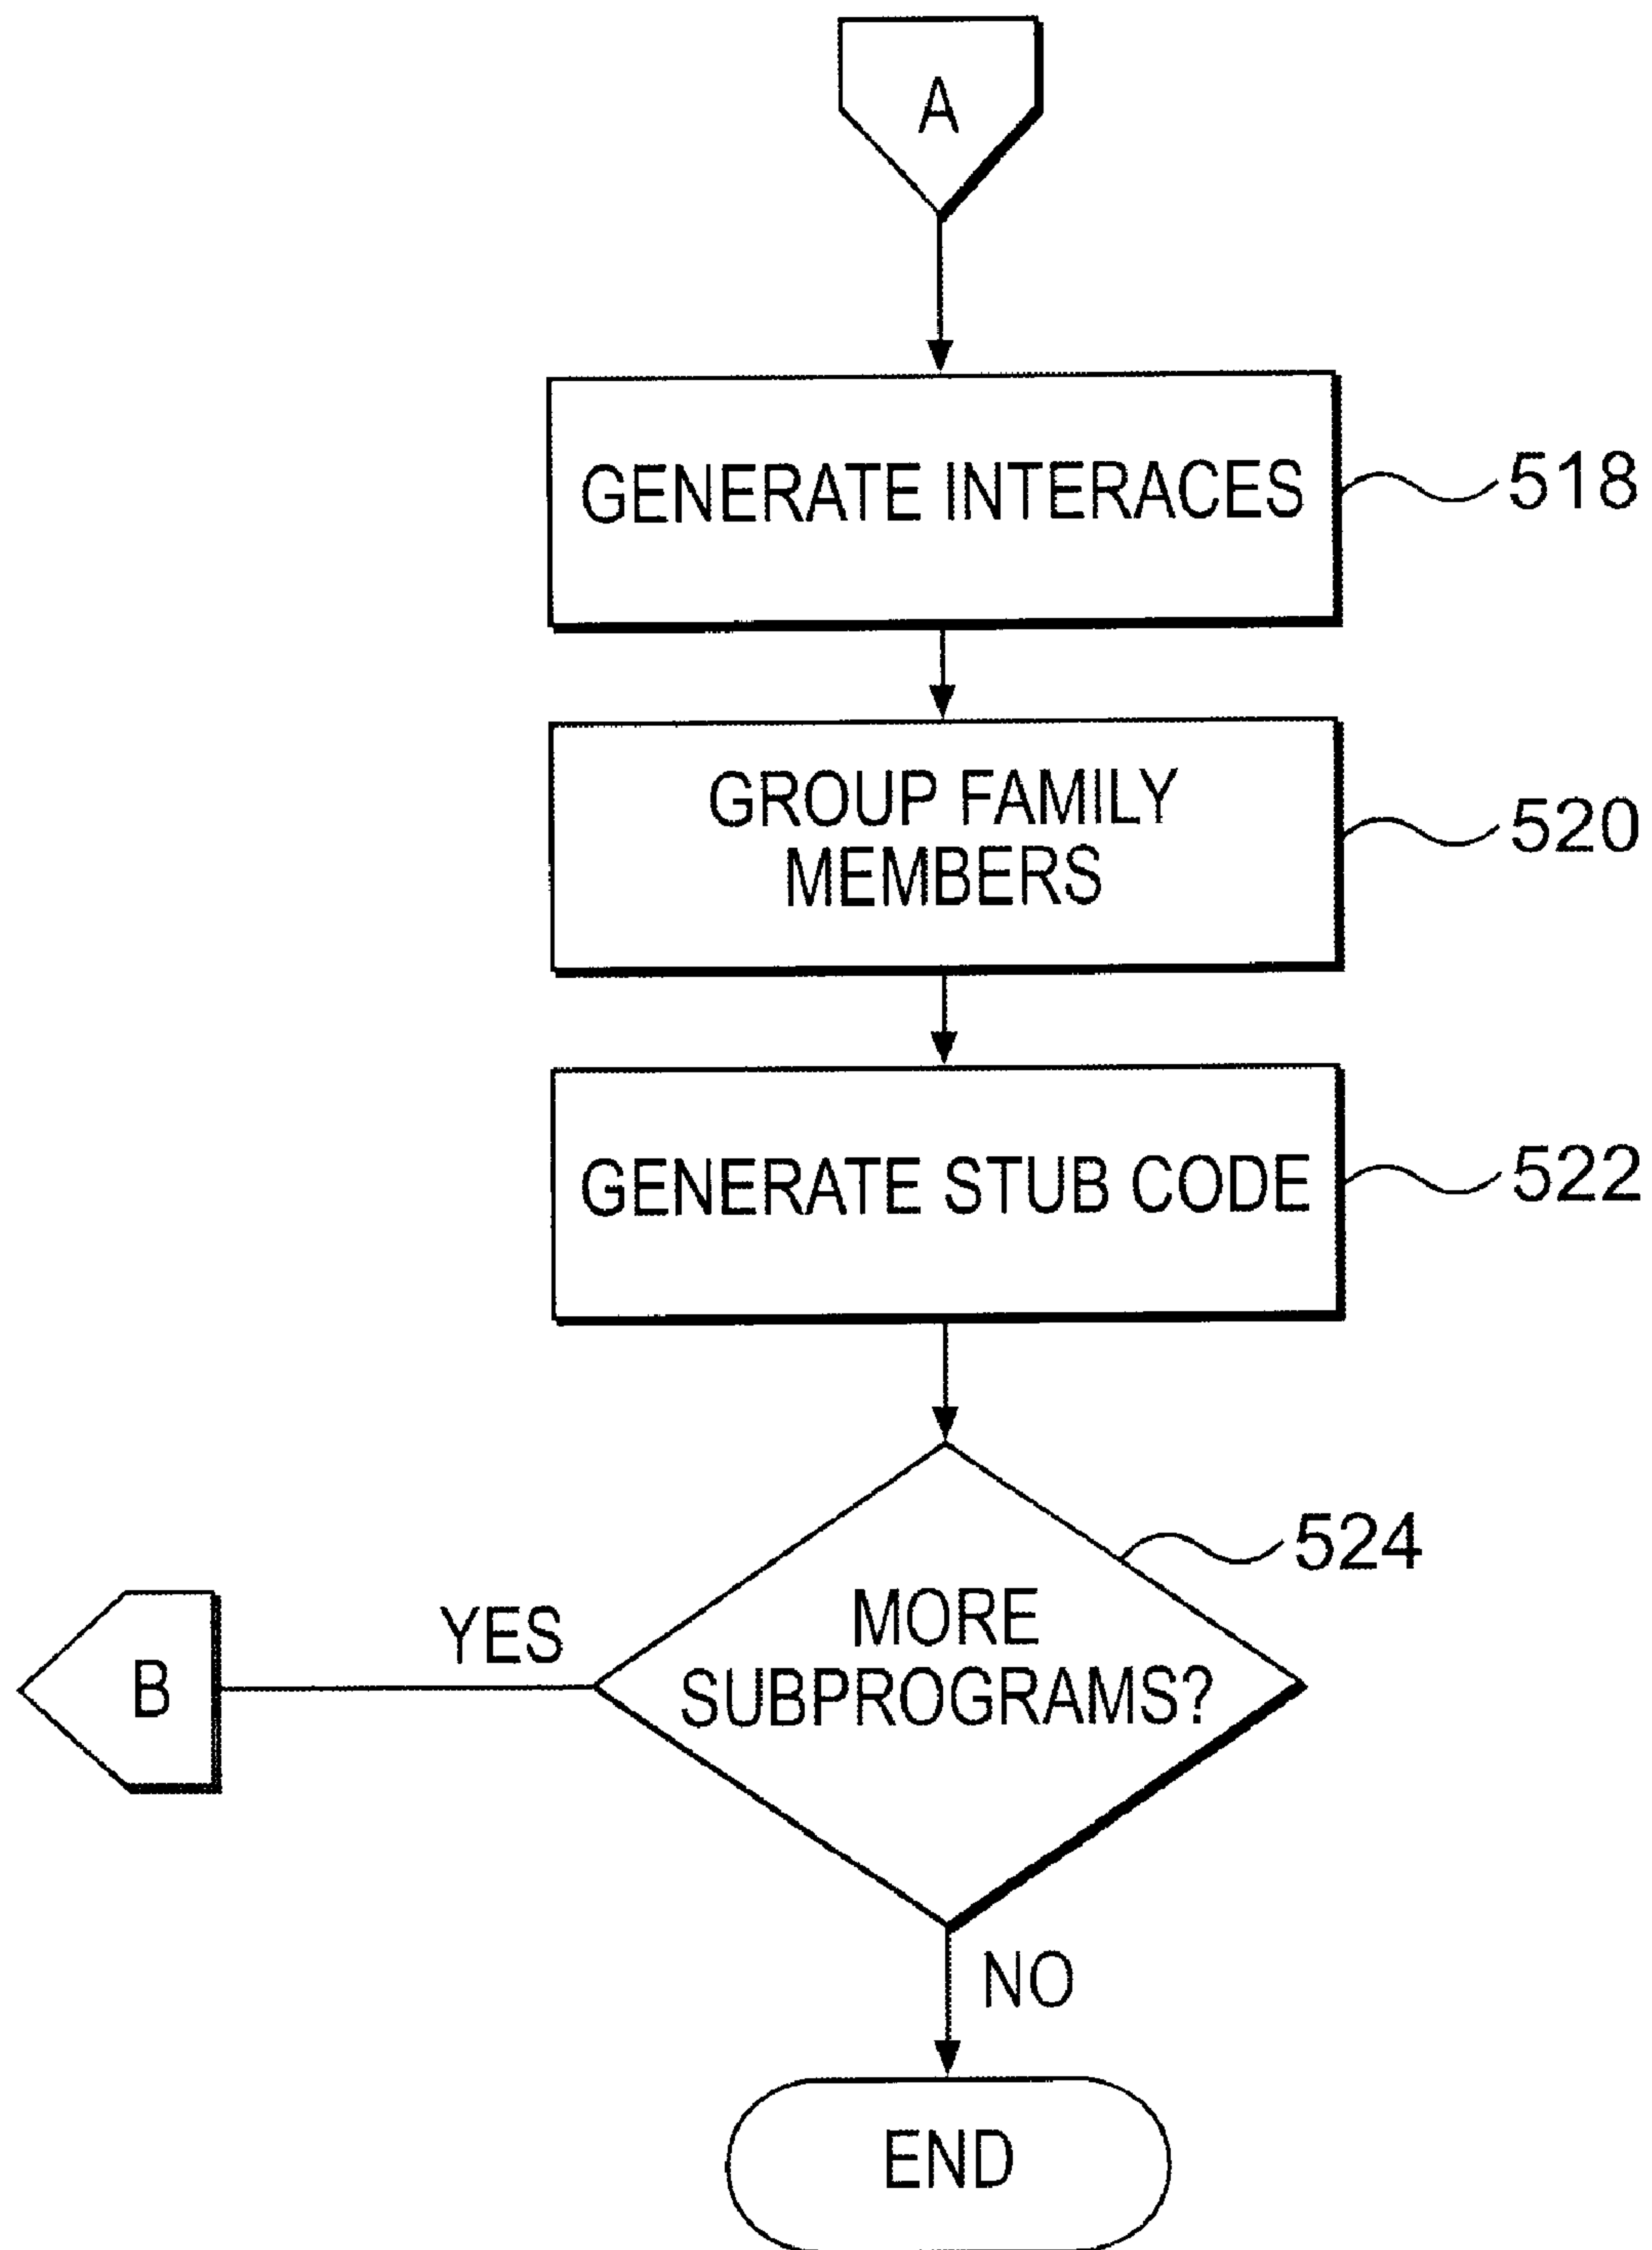 A
GENERATE INTERACES
518
GROUP FAMILY
MEMBERS
520
GENERATE STUB CODE
522
524
MORE
SUBPROGRAMS?
YES
B
NO
END